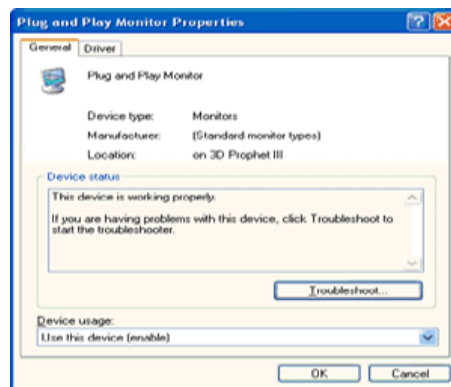 Plug and Play Monitor Properties
General Driver
Plug and Play Monitor
Device type: Monitors
Manufacturer: (Standard monitor types)
Location: on 3D Prophet III
Device status
This device is working properly.
If you are having problems with this device, click Troubleshoot to
start the troubleshooter.
Troubleshoot...
Device usage:
Use this device (enable)
OK Cancel